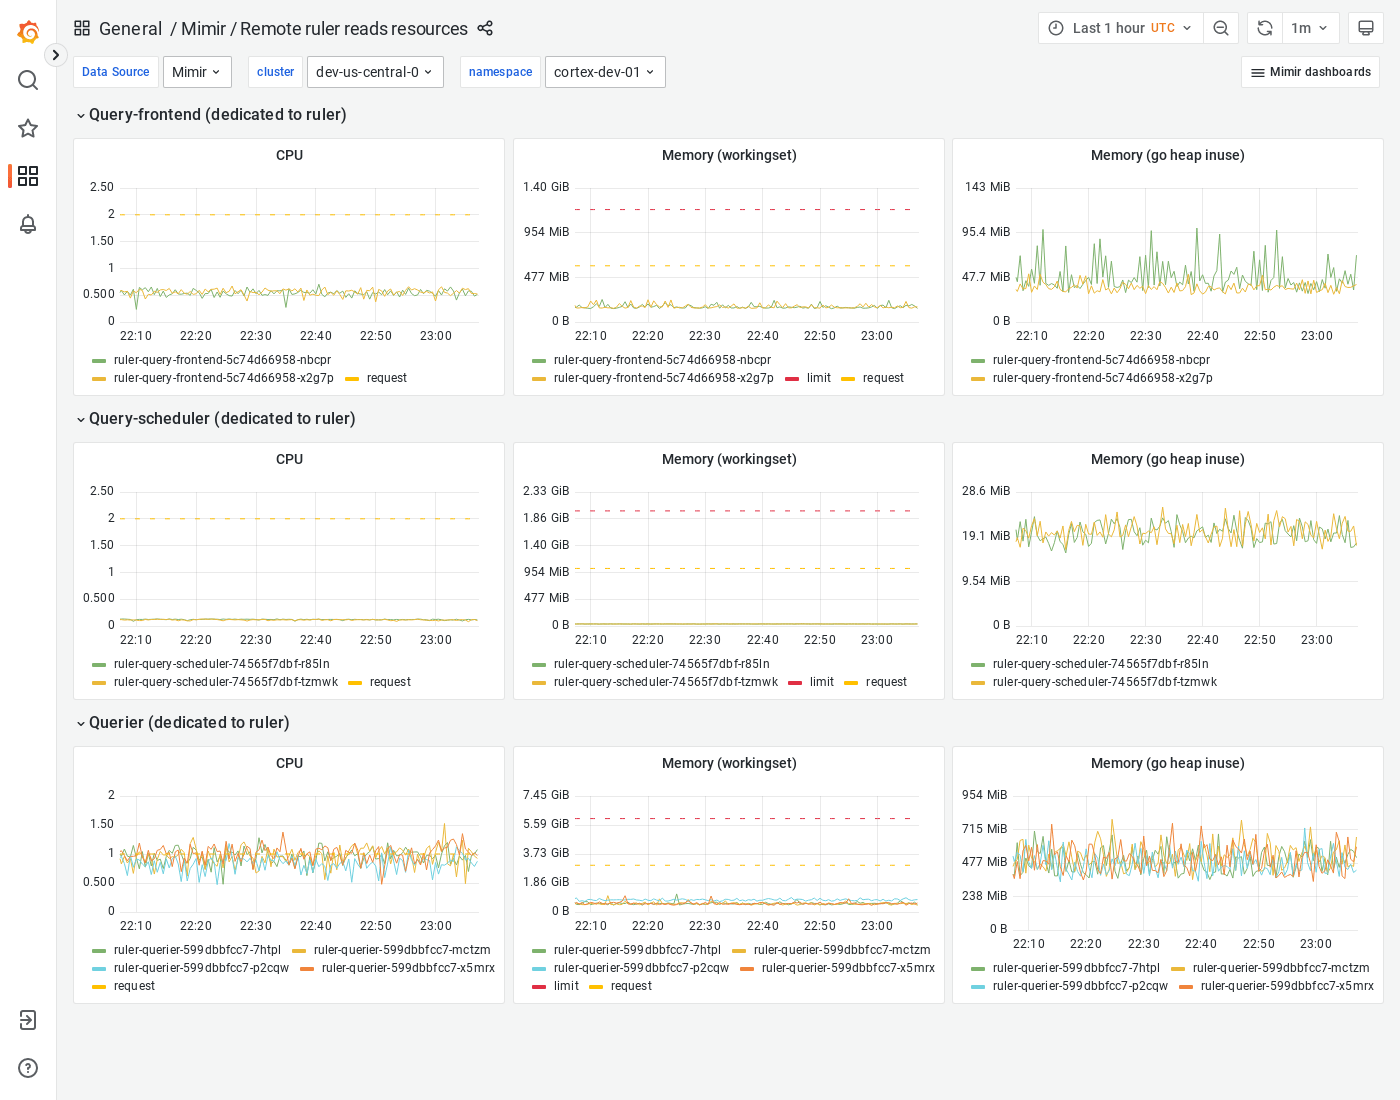 General / Mimir / Remote ruler reads resources
Last 1 hour UTC
1m
Data Source Mimir cluster dev-us-central-0 namespace cortex-dev-01
Mimir dashboards
Query-frontend (dedicated to ruler)
CPU
2.50
2
1.50
1
0.500
0
22:10 22:20 22:30 22:40 22:50 23:00
ruler-query-frontend-5c74d66958-nbcpr
ruler-query-frontend-5c74d66958-x2g7p request
Memory (workingset)
1.40 GiB
954 MiB
477 MiB
0 B
22:10 22:20 22:30 22:40 22:50 23:00
ruler-query-frontend-5c74d66958-nbcpr
ruler-query-frontend-5c74d66958-x2g7p limit request
Memory (go heap inuse)
143 MiB
95.4 MiB
47.7 MiB
0 B
22:10 22:20 22:30 22:40 22:50 23:00
ruler-query-frontend-5c74d66958-nbcpr
ruler-query-frontend-5c74d66958-x2g7p
Query-scheduler (dedicated to ruler)
CPU
2.50
2
1.50
1
0.500
0
22:10 22:20 22:30 22:40 22:50 23:00
ruler-query-scheduler-74565f7dbf-r85ln
ruler-query-scheduler-74565f7dbf-tzmwk request
Memory (workingset)
2.33 GiB
1.86 GiB
1.40 GiB
954 MiB
477 MiB
0 B
22:10 22:20 22:30 22:40 22:50 23:00
ruler-query-scheduler-74565f7dbf-r85ln
ruler-query-scheduler-74565f7dbf-tzmwk limit request
Memory (go heap inuse)
28.6 MiB
19.1 MiB
9.54 MiB
0 B
22:10 22:20 22:30 22:40 22:50 23:00
ruler-query-scheduler-74565f7dbf-r85ln
ruler-query-scheduler-74565f7dbf-tzmwk
Querier (dedicated to ruler)
CPU
2
1.50
1
0.500
0
22:10 22:20 22:30 22:40 22:50 23:00
ruler-querier-599dbbfcc7-7htpl ruler-querier-599dbbfcc7-mctzm
ruler-querier-599dbbfcc7-p2cqw ruler-querier-599dbbfcc7-x5mrx
request
Memory (workingset)
7.45 GiB
5.59 GiB
3.73 GiB
1.86 GiB
0 B
22:10 22:20 22:30 22:40 22:50 23:00
ruler-querier-599dbbfcc7-7htpl ruler-querier-599dbbfcc7-mctzm
ruler-querier-599dbbfcc7-p2cqw ruler-querier-599dbbfcc7-x5mrx
limit request
Memory (go heap inuse)
954 MiB
715 MiB
477 MiB
238 MiB
0 B
22:10 22:20 22:30 22:40 22:50 23:00
ruler-querier-599dbbfcc7-7htpl ruler-querier-599dbbfcc7-mctzm
ruler-querier-599dbbfcc7-p2cqw ruler-querier-599dbbfcc7-x5mrx